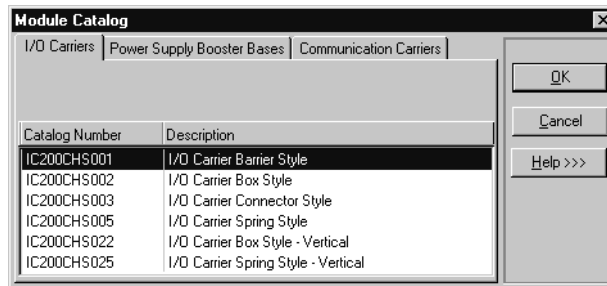 Module Catalog
I/O Carriers Power Supply Booster Bases Communication Carriers
OK
Cancel
Help >>>
Catalog Number Description
IC200CHS001 I/O Carrier Barrier Style
IC200CHS002 I/O Carrier Box Style
IC200CHS003 I/O Carrier Connector Style
IC200CHS005 I/O Carrier Spring Style
IC200CHS022 I/O Carrier Box Style - Vertical
IC200CHS025 I/O Carrier Spring Style - Vertical